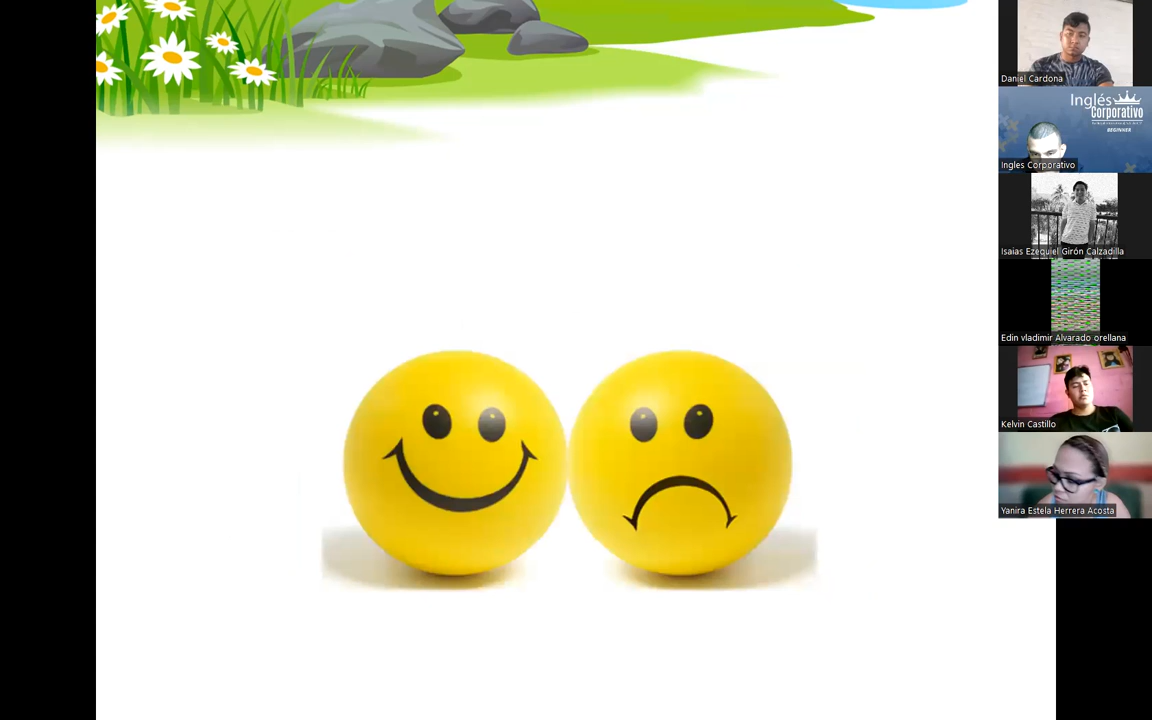 Daniel Cardona
Inglés
Corporativo
BEGINNER
Ingles Corporativo
Isaias Ezequiel Girón Calzadilla
Edin vladimir Alvarado orellana
Kelvin Castillo
Yanira Estela Herrera Acosta